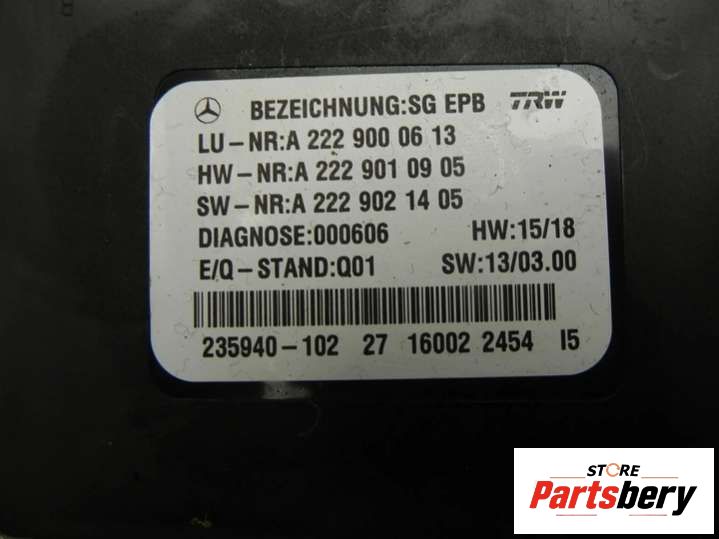 BEZEICHNUNG:SG EPB TRW
LU-NR:A 222 900 06 13
HW-NR:A 222 901 09 05
SW-NR:A 222 902 14 05
DIAGNOSE:000606 HW:15/18
E/Q-STAND:Q01 SW:13/03.00
235940-102 27 16002 2454 I5
STORE
Partsbery